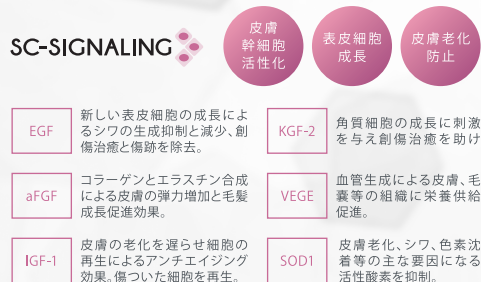 SC-SIGNALING
皮膚
幹細胞
活性化
表皮細胞
成長
皮膚老化
防止
EGF
新しい表皮細胞の成長によ
るシワの生成抑制と減少、創
傷治癒と傷跡を除去。
KGF-2
角質細胞の成長に刺激
を与え創傷治癒を助け
aFGF
コラーゲンとエラスチン合成
による皮膚の弾力増加と毛髪
成長促進効果。
VEGE
血管生成による皮膚、毛
嚢等の組織に栄養供給
促進。
IGF-1
皮膚の老化を遅らせ細胞の
再生によるアンチエイジング
効果。傷ついた細胞を再生。
SOD1
皮膚老化、シワ、色素沈
着等の主な要因になる
活性酸素を抑制。